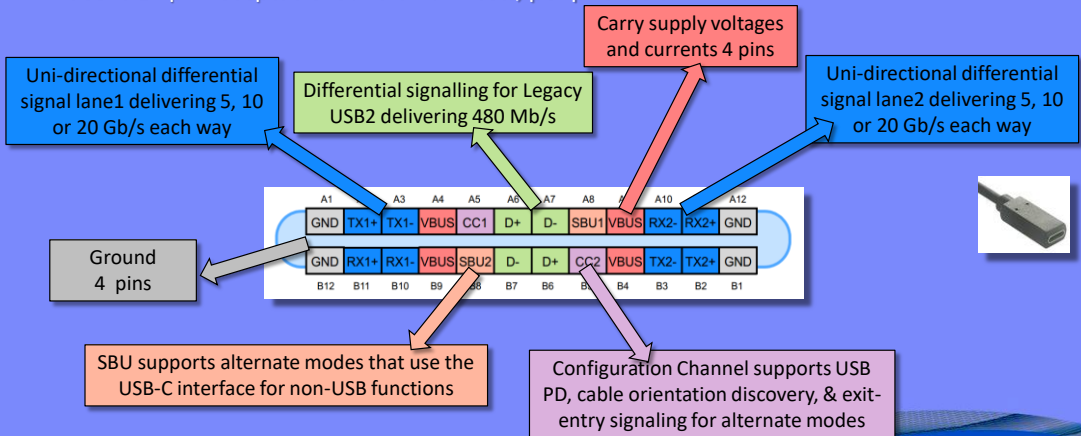 Carry supply voltages
and currents 4 pins
Uni-directional differential
signal lane1 delivering 5, 10
or 20 Gb/s each way
Differential signalling for Legacy
USB2 delivering 480 Mb/s
Uni-directional differential
signal lane2 delivering 5, 10
or 20 Gb/s each way
A1 A3 A4 A5 A6 A7 A8 A10 A12
GND TX1+ TX1- VBUS CC1 D+ D- SBU1 VBUS RX2- RX2+ GND
GND RX1+ RX1- VBUS SBU2 D- D+ CC2 VBUS TX2- TX2+ GND
B12 B11 B10 B9 B8 B7 B6 B4 B3 B2 B1
Ground
4 pins
SBU supports alternate modes that use the
USB-C interface for non-USB functions
Configuration Channel supports USB
PD, cable orientation discovery, & exit-
entry signaling for alternate modes